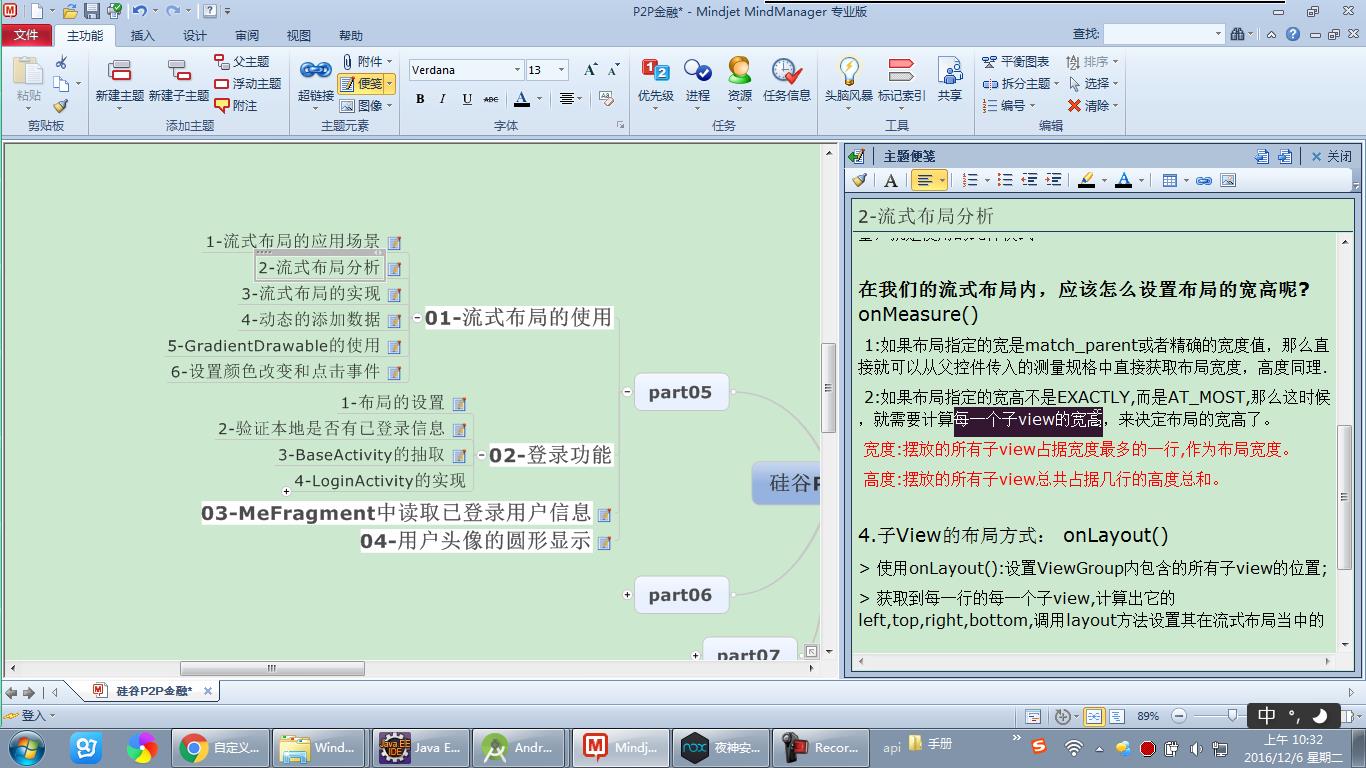 P2P金融* - Mindjet MindManager 专业版
文件
主功能
插入
设计
审阅
视图
帮助
查找:
粘贴
新建主题
新建子主题
父主题
浮动主题
附注
超链接
附件
便笺
图像
Verdana
13
B
I
U
ABC
A
优先级
进程
资源
任务信息
头脑风暴
标记索引
共享
平衡图表
拆分主题
编号
排序
选择
清除
剪贴板
添加主题
主题元素
字体
任务
工具
编辑
1-流式布局的应用场景
2-流式布局分析
3-流式布局的实现
4-动态的添加数据
5-GradientDrawable的使用
6-设置颜色改变和点击事件
01-流式布局的使用
1-布局的设置
2-验证本地是否有已登录信息
3-BaseActivity的抽取
4-LoginActivity的实现
02-登录功能
03-MeFragment中读取已登录用户信息
04-用户头像的圆形显示
part05
硅谷P
part06
part07
主题便笺
关闭
2-流式布局分析
在我们的流式布局内，应该怎么设置布局的宽高呢?
onMeasure()
1:如果布局指定的宽是match_parent或者精确的宽度值，那么直
接就可以从父控件传入的测量规格中直接获取布局宽度，高度同理.
2:如果布局指定的宽高不是EXACTLY,而是AT_MOST,那么这时候
，就需要计算每一个子view的宽高，来决定布局的宽高了。
宽度:摆放的所有子view占据宽度最多的一行,作为布局宽度。
高度:摆放的所有子view总共占据几行的高度总和。
4.子View的布局方式： onLayout()
> 使用onLayout():设置ViewGroup内包含的所有子view的位置;
> 获取到每一行的每一个子view,计算出它的
left,top,right,bottom,调用layout方法设置其在流式布局当中的
硅谷P2P金融*
登入
89%
中 °,
自定义...
Wind...
Java E...
Andr...
Mindj...
夜神安...
Recor...
api
手册
上午 10:32
2016/12/6 星期二